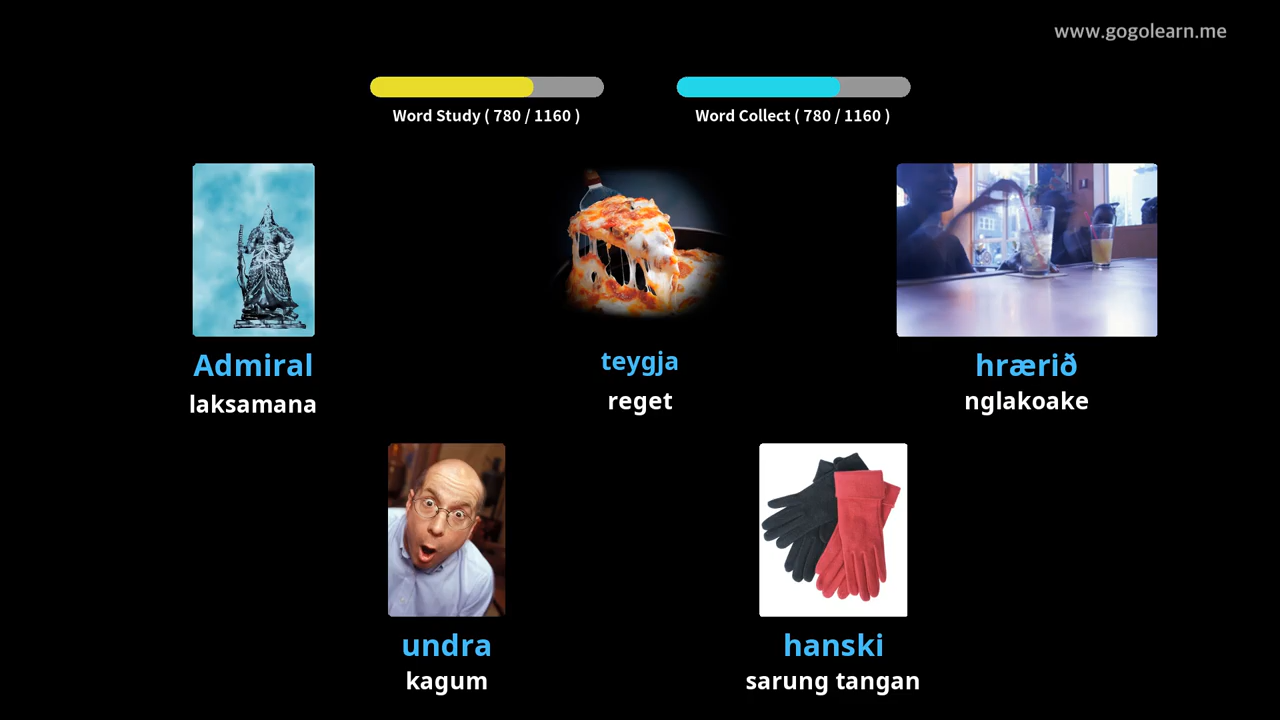 www.gogolearn.me
Word Study ( 780 / 1160 )
Word Collect ( 780 / 1160 )
Admiral
laksamana
teygja
reget
hrærið
nglakoake
undra
kagum
hanski
sarung tangan